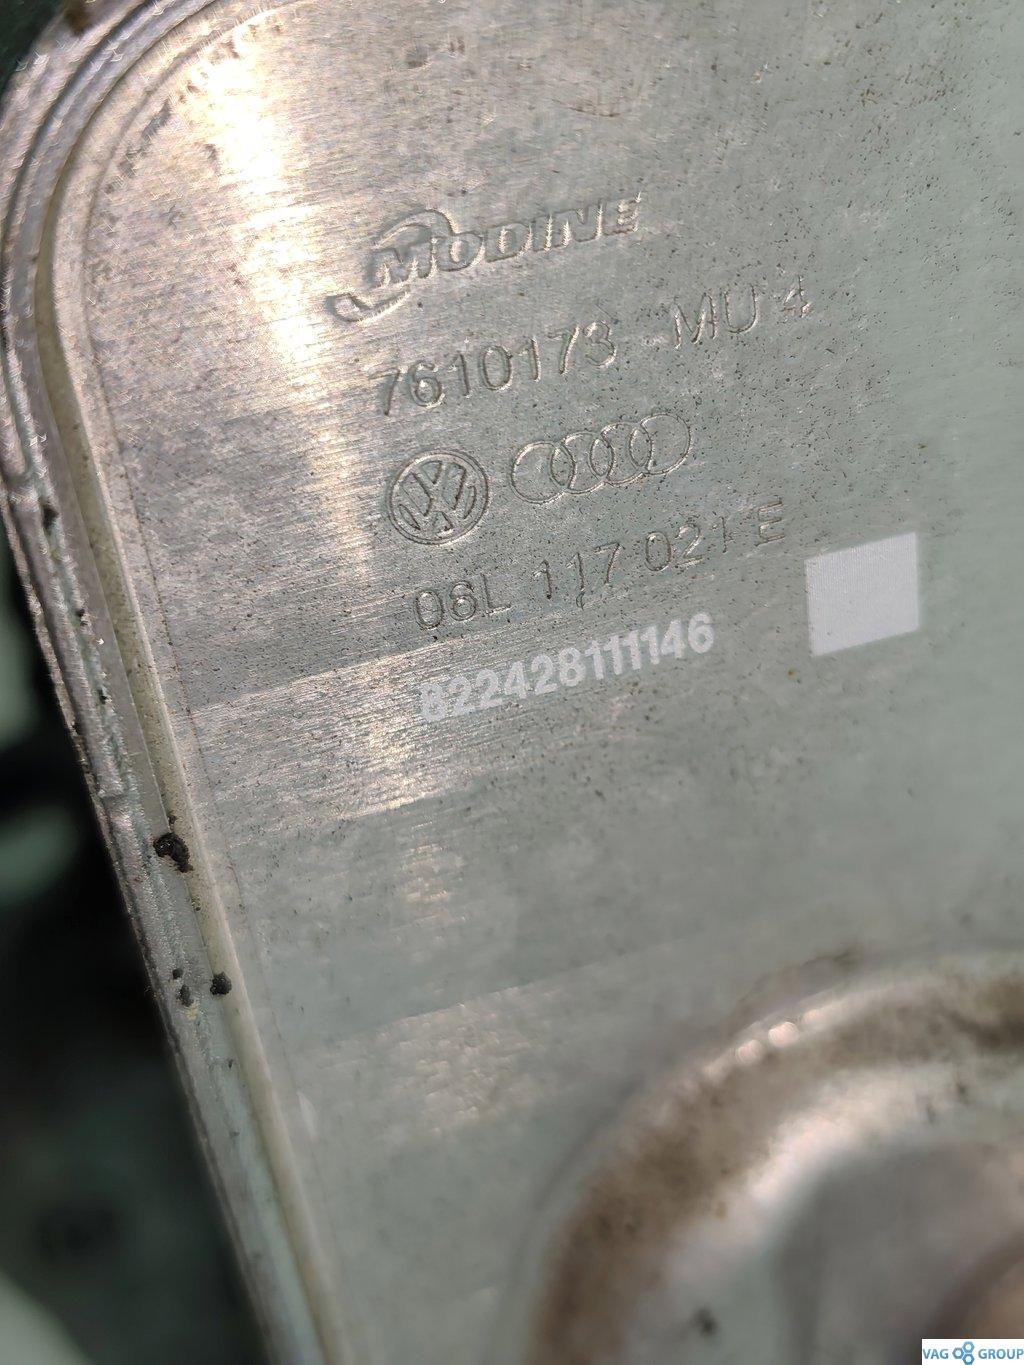 MODINE
7610173 MU 4
06L 117 021 E
822428111146
VAG GROUP